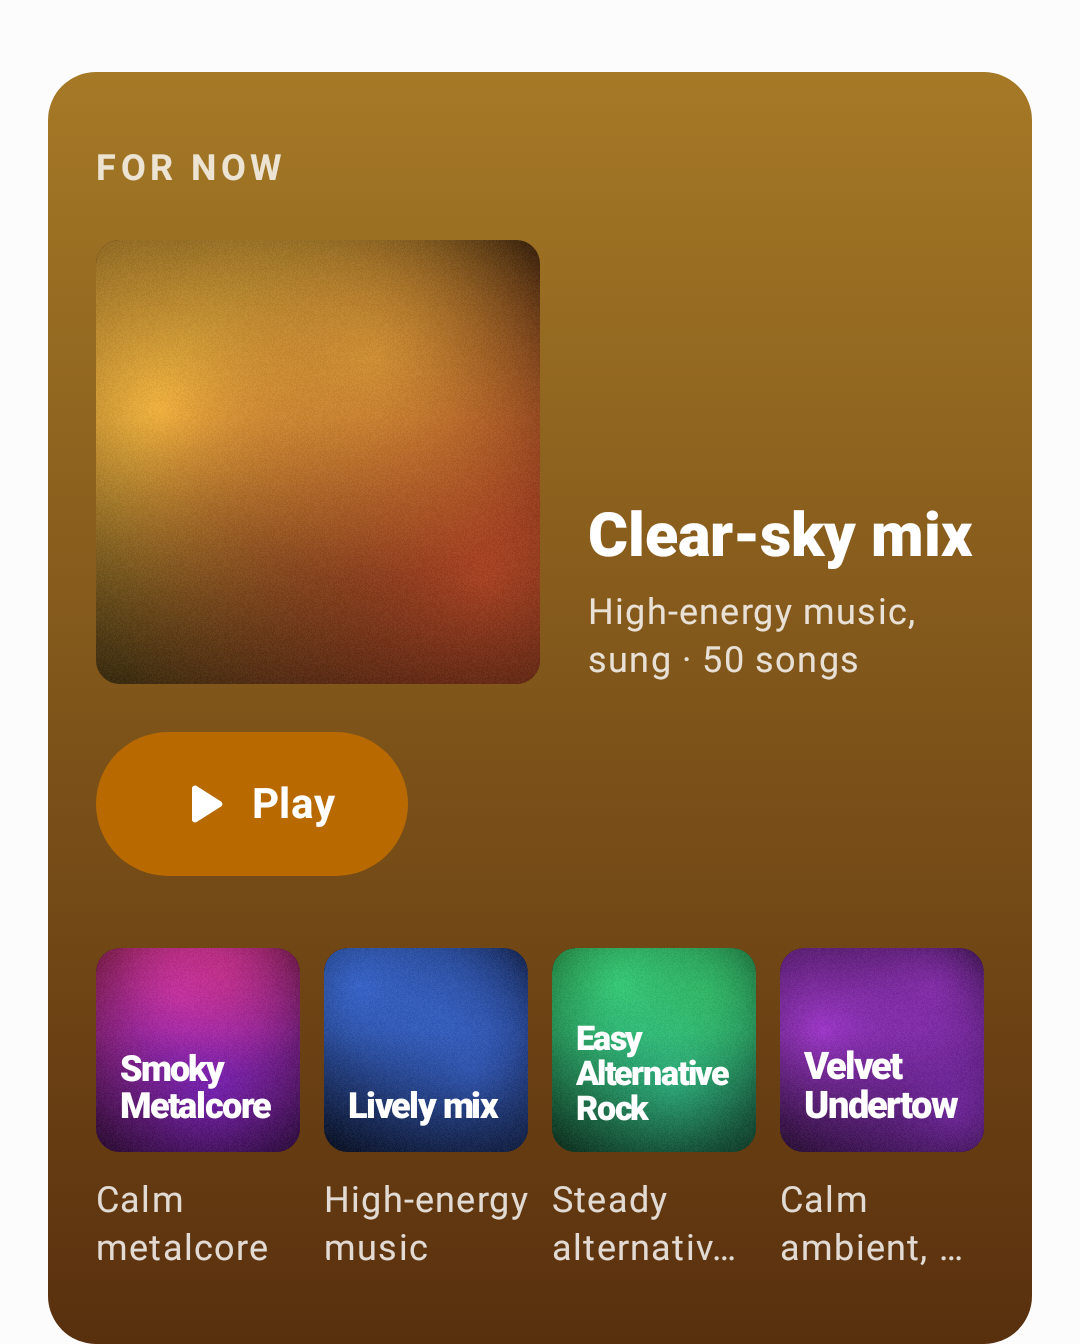 FOR NOW
Clear-sky mix
High-energy music,
sung · 50 songs
Play
Smoky
Metalcore
Lively mix
Easy
Alternative
Rock
Velvet
Undertow
Calm
metalcore
High-energy
music
Steady
alternativ…
Calm
ambient, …